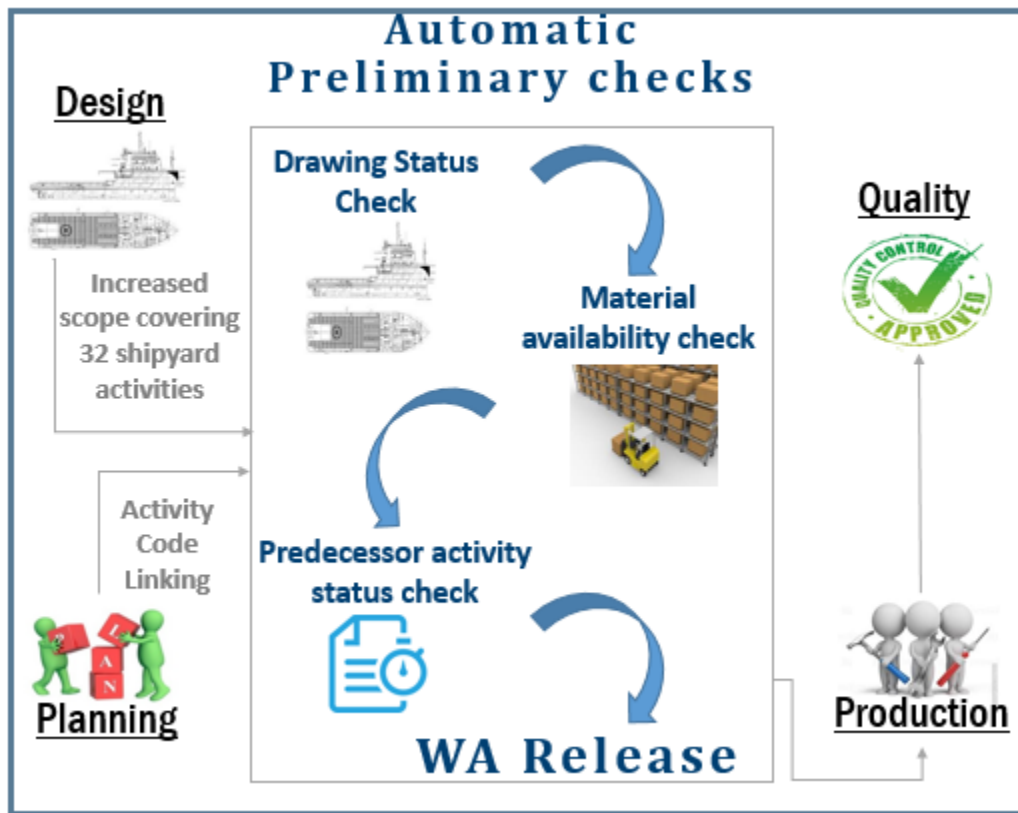 Automatic
Preliminary checks
Design
Increased
scope covering
32 shipyard
activities
Activity
Code
Linking
L
A
N
Planning
Drawing Status
Check
Material
availability check
Predecessor activity
status check
WA Release
Quality
QUALITY CONTROL
APPROVED
Production